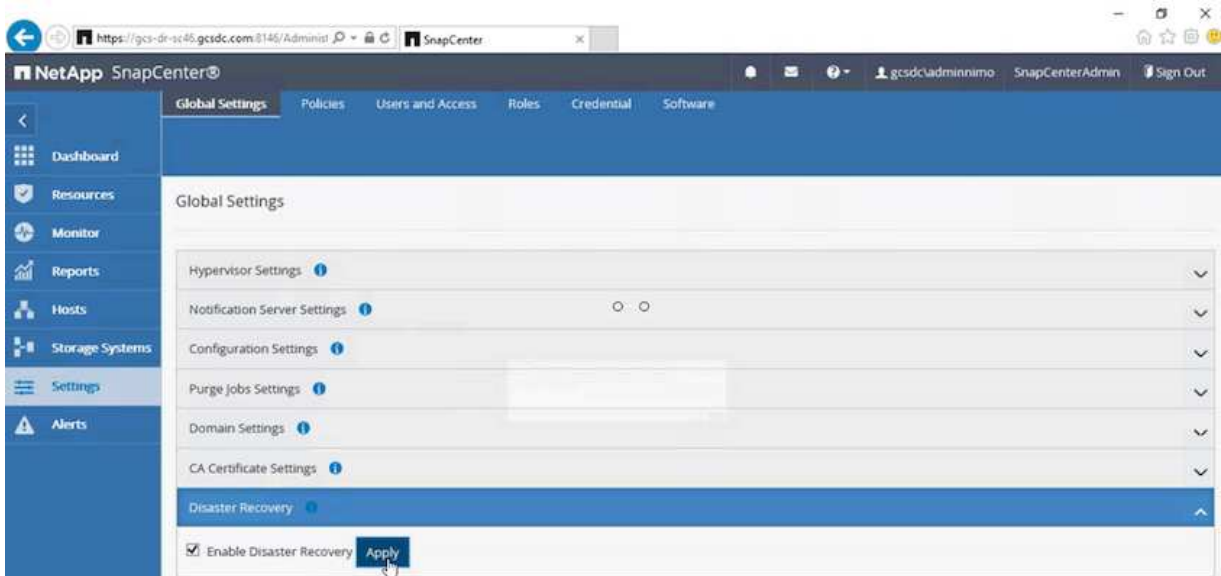 https://gcs-dr-sc46.gcsdc.com:8146/Administ
SnapCenter
NetApp SnapCenter®
gcsdc\adminnimo SnapCenterAdmin Sign Out
Global Settings Policies Users and Access Roles Credential Software
Dashboard
Resources
Global Settings
Monitor
Reports
Hypervisor Settings
Hosts
Notification Server Settings
Storage Systems
Configuration Settings
Settings
Purge Jobs Settings
Alerts
Domain Settings
CA Certificate Settings
Disaster Recovery
Enable Disaster Recovery Apply